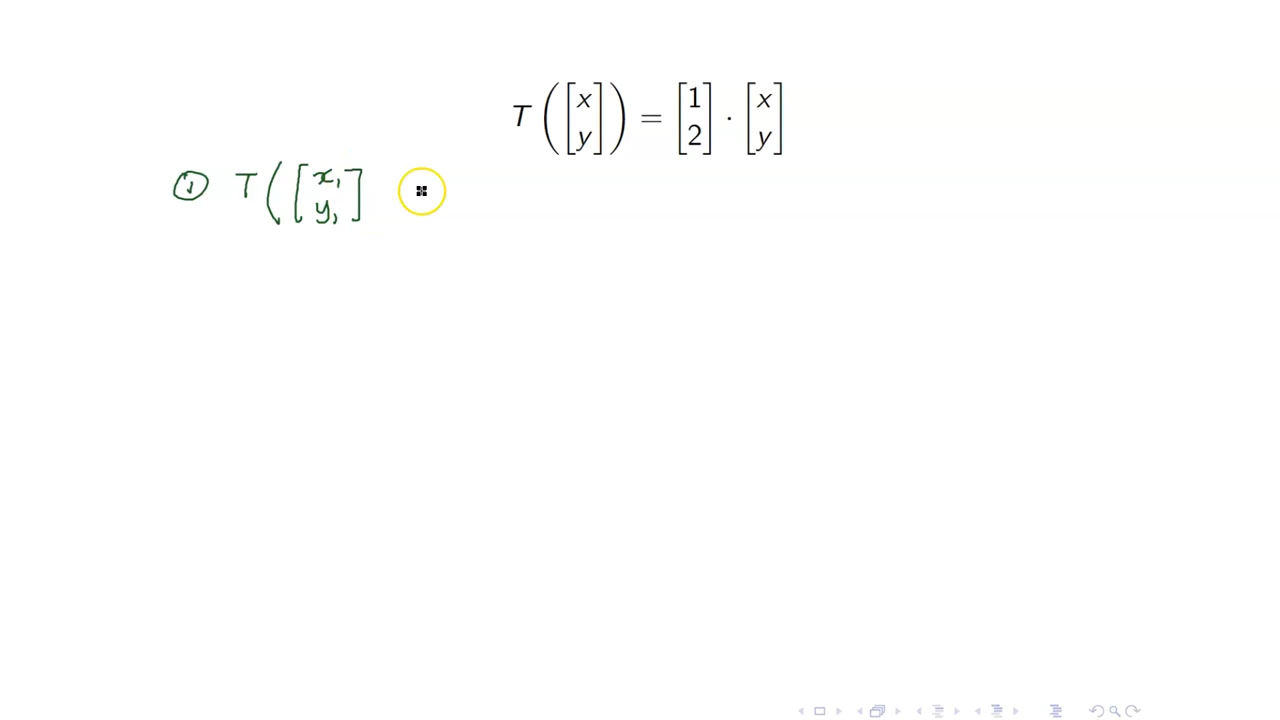 T([x y]) = [1 2] · [x y]
① T([x₁ y₁]